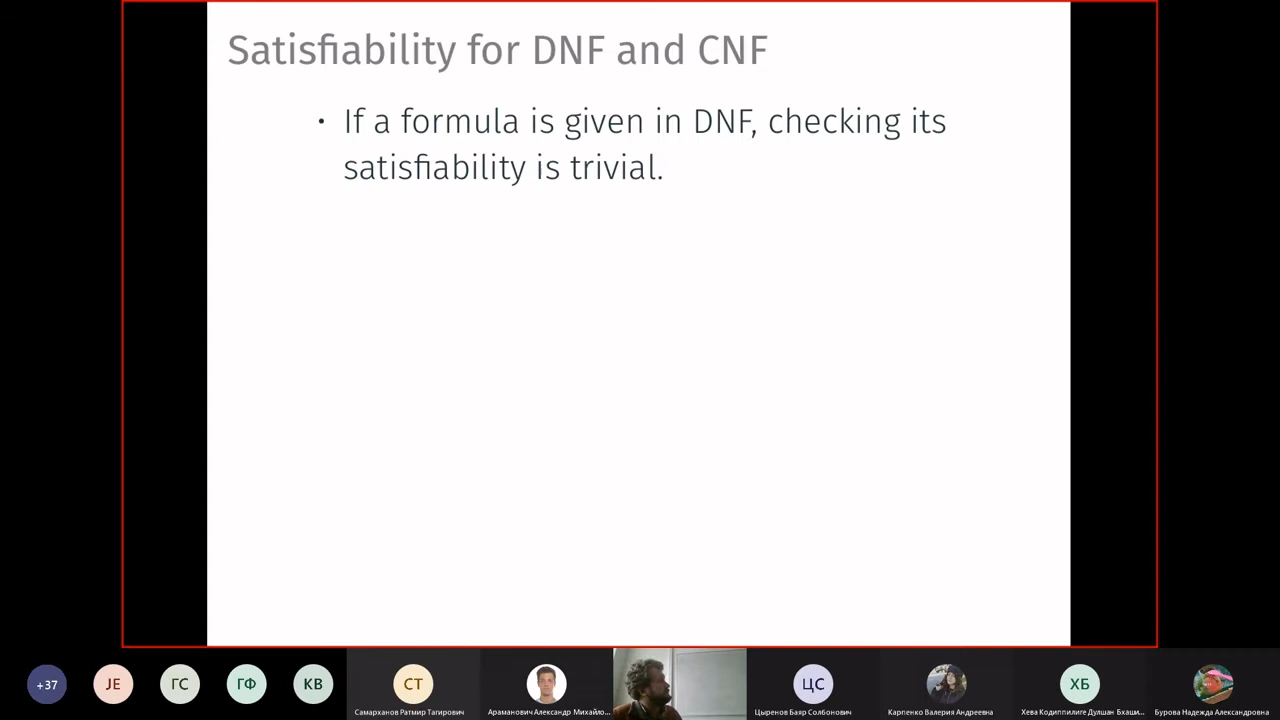 Satisfiability for DNF and CNF
• If a formula is given in DNF, checking its
satisfiability is trivial.
+37
JE
ГС
ГФ
КВ
СТ
ЦС
ХБ
Самарханов Ратмир Тагирович
Араманович Александр Михайло...
Цыренов Баяр Солбонович
Карпенко Валерия Андреевна
Хева Кодиппилиге Дулшан Бхаши...
Бурова Надежда Александровна